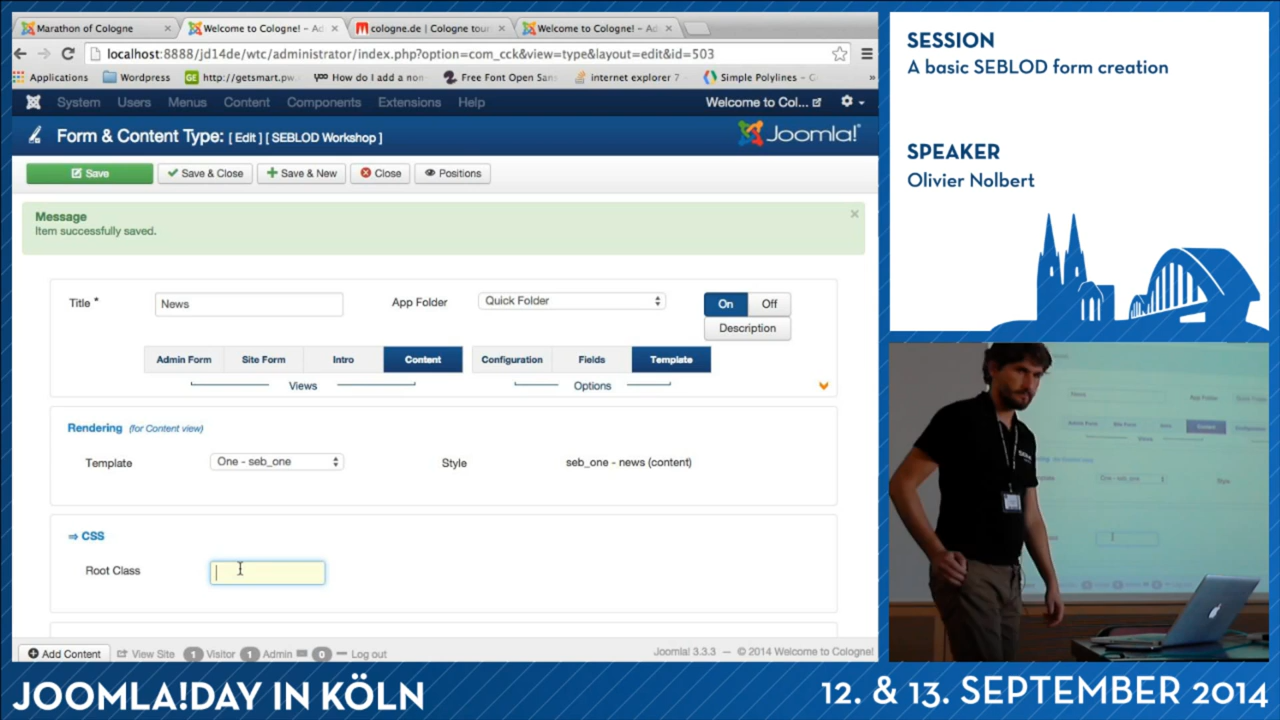 Marathon of Cologne
Welcome to Cologne! - Ad
cologne.de | Cologne tour
Welcome to Cologne! - Ad
localhost:8888/jd14de/wtc/administrator/index.php?option=com_cck&view=type&layout=edit&id=503
Applications
Wordpress
http://getsmart.pw
How do I add a non
Free Font Open San
internet explorer 7
Simple Polylines - G
System Users Menus Content Components Extensions Help
Welcome to Col...
Form & Content Type: [ Edit ] [ SEBLOD Workshop ]
Joomla!
Save
Save & Close
Save & New
Close
Positions
Message
Item successfully saved.
Title *
News
App Folder
Quick Folder
On
Off
Description
Admin Form
Site Form
Intro
Content
Configuration
Fields
Template
Views
Options
Rendering (for Content view)
Template
One - seb_one
Style
seb_one - news (content)
⇒ CSS
Root Class
Add Content
View Site
1 Visitor
1 Admin
0
Log out
Joomla! 3.3.3 — © 2014 Welcome to Cologne!
SESSION
A basic SEBLOD form creation
SPEAKER
Olivier Nolbert
JOOMLA!DAY IN KÖLN
12. & 13. SEPTEMBER 2014